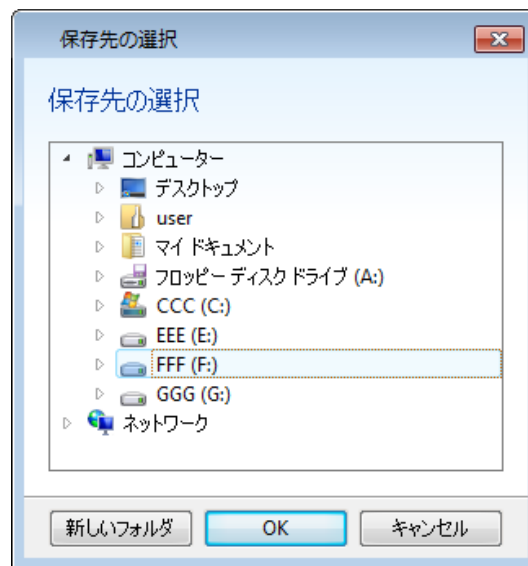 保存先の選択
保存先の選択
コンピューター
デスクトップ
user
マイ ドキュメント
フロッピー ディスク ドライブ (A:)
CCC (C:)
EEE (E:)
FFF (F:)
GGG (G:)
ネットワーク
新しいフォルダ OK キャンセル